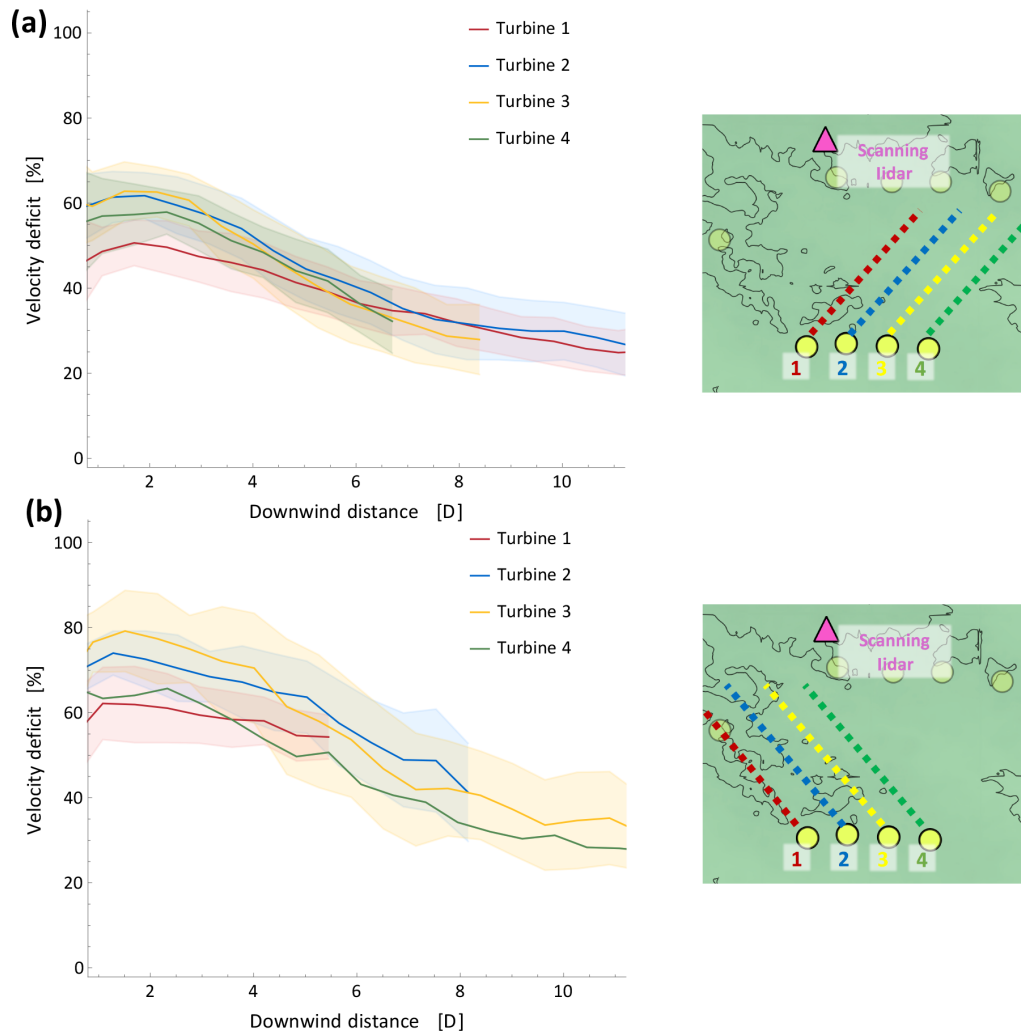 (a)
100
80
60
40
20
0
Velocity deficit [%]
2 4 6 8 10
Downwind distance [D]
Turbine 1
Turbine 2
Turbine 3
Turbine 4
Scanning
lidar
1 2 3 4
(b)
100
80
60
40
20
0
Velocity deficit [%]
2 4 6 8 10
Downwind distance [D]
Turbine 1
Turbine 2
Turbine 3
Turbine 4
Scanning
lidar
1 2 3 4